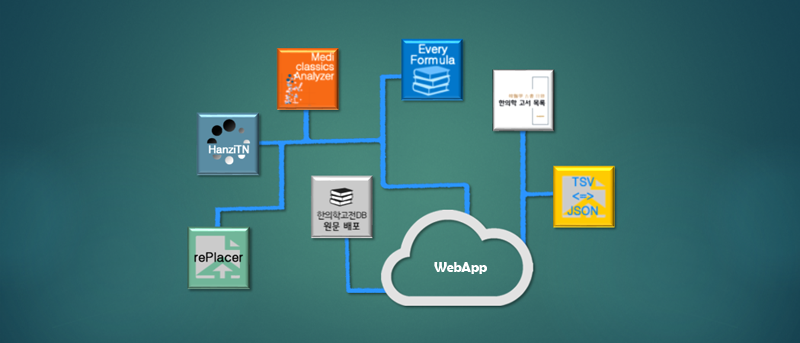 Medi
classics
Analyzer
Every
Formula
한의학 고서 목록
HanziTN
TSV
<=>
JSON
한의학고전DB
원문 배포
rePlacer
WebApp